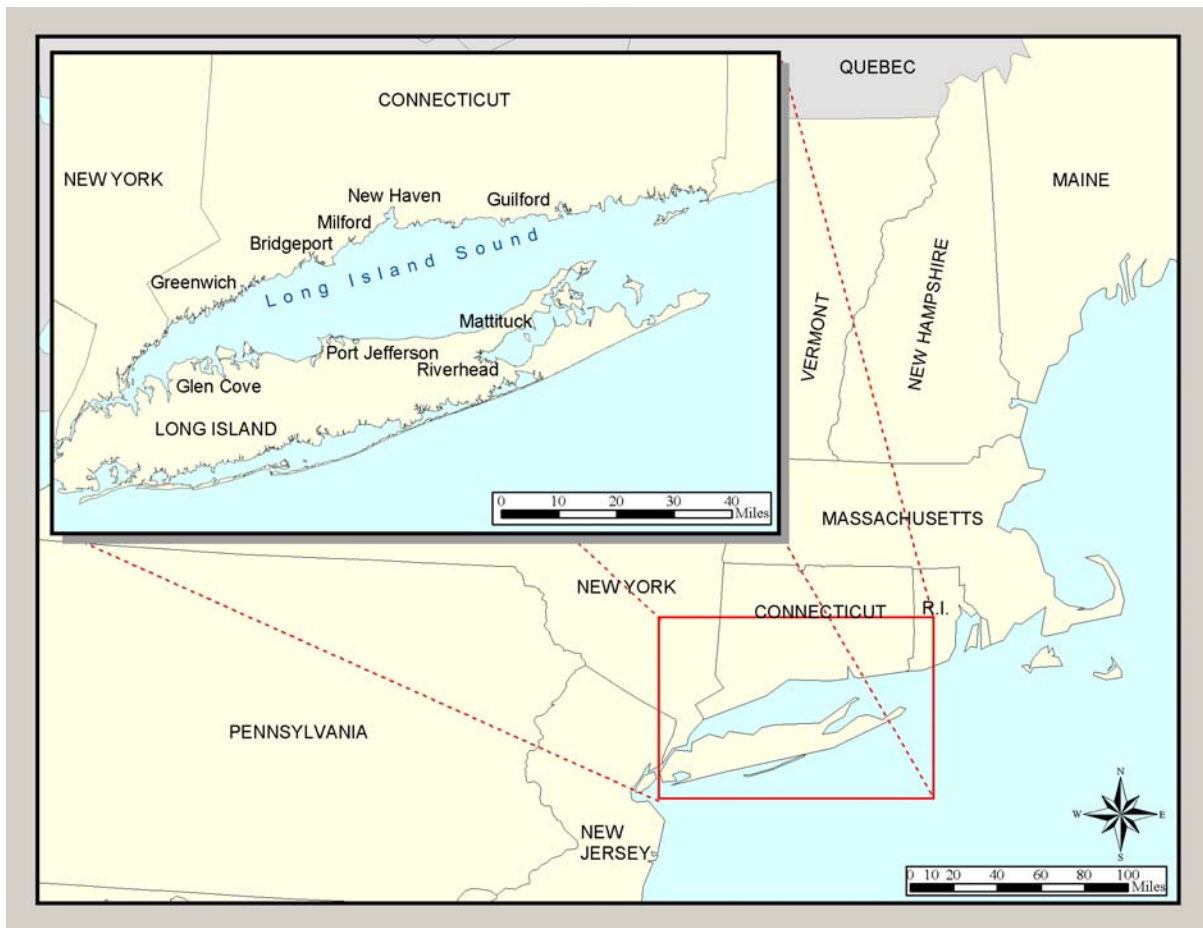 CONNECTICUT
NEW YORK
New Haven
Guilford
Milford
Bridgeport
Greenwich
Long Island Sound
Mattituck
Port Jefferson
Riverhead
Glen Cove
LONG ISLAND
0 10 20 30 40
Miles
QUEBEC
MAINE
VERMONT
NEW HAMPSHIRE
MASSACHUSETTS
NEW YORK
CONNECTICUT
R.I.
PENNSYLVANIA
NEW
JERSEY
N
W E
S
0 10 20 40 60 80 100
Miles